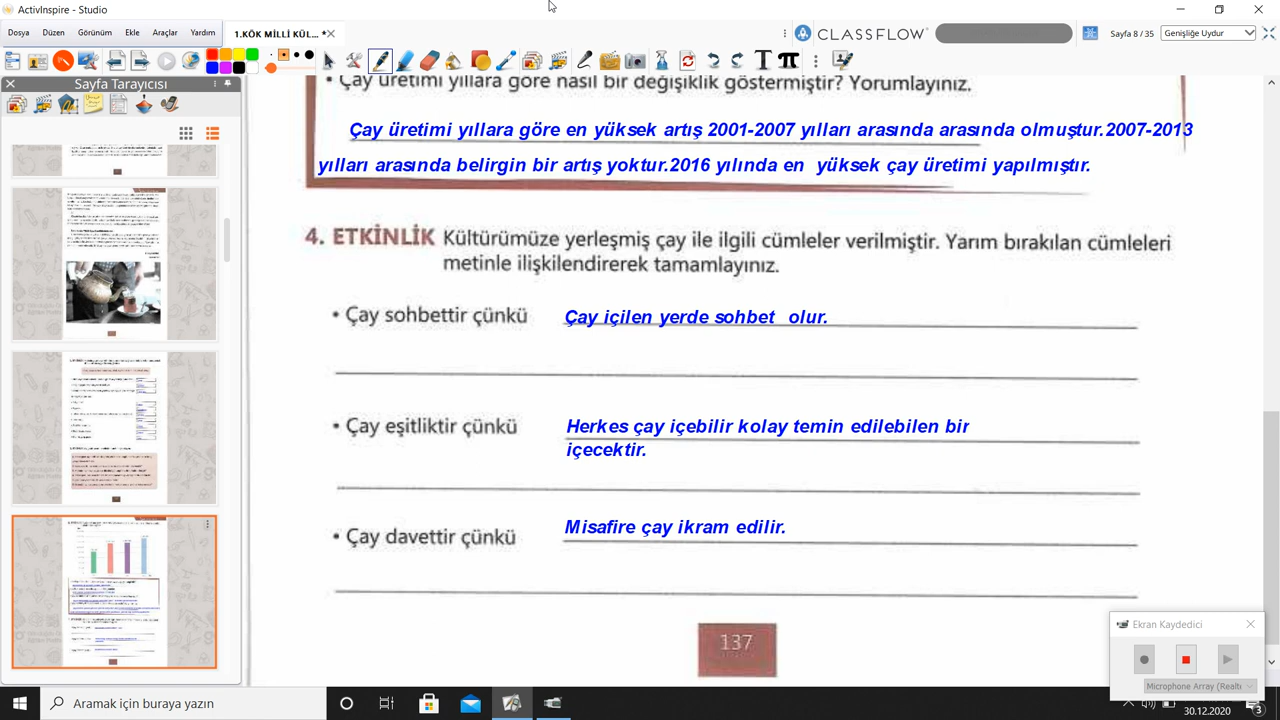 ActivInspire - Studio
Dosya Düzen Görünüm Ekle Araçlar Yardım
1.KÖK MİLLİ KÜL... *
CLASSFLOW
Sayfa 8 / 35
Genişliğe Uydur
Sayfa Tarayıcısı
• Çay üretimi yıllara göre nasıl bir değişiklik göstermiştir? Yorumlayınız.
Çay üretimi yıllara göre en yüksek artış 2001-2007 yılları arasında arasında olmuştur.2007-2013
yılları arasında belirgin bir artış yoktur.2016 yılında en yüksek çay üretimi yapılmıştır.
4. ETKİNLİK Kültürümüze yerleşmiş çay ile ilgili cümleler verilmiştir. Yarım bırakılan cümleleri
metinle ilişkilendirerek tamamlayınız.
• Çay sohbettir çünkü Çay içilen yerde sohbet olur.
• Çay eşitliktir çünkü Herkes çay içebilir kolay temin edilebilen bir
içecektir.
• Çay davettir çünkü Misafire çay ikram edilir.
137
Ekran Kaydedici
Microphone Array (Realte
Aramak için buraya yazın
30.12.2020
3